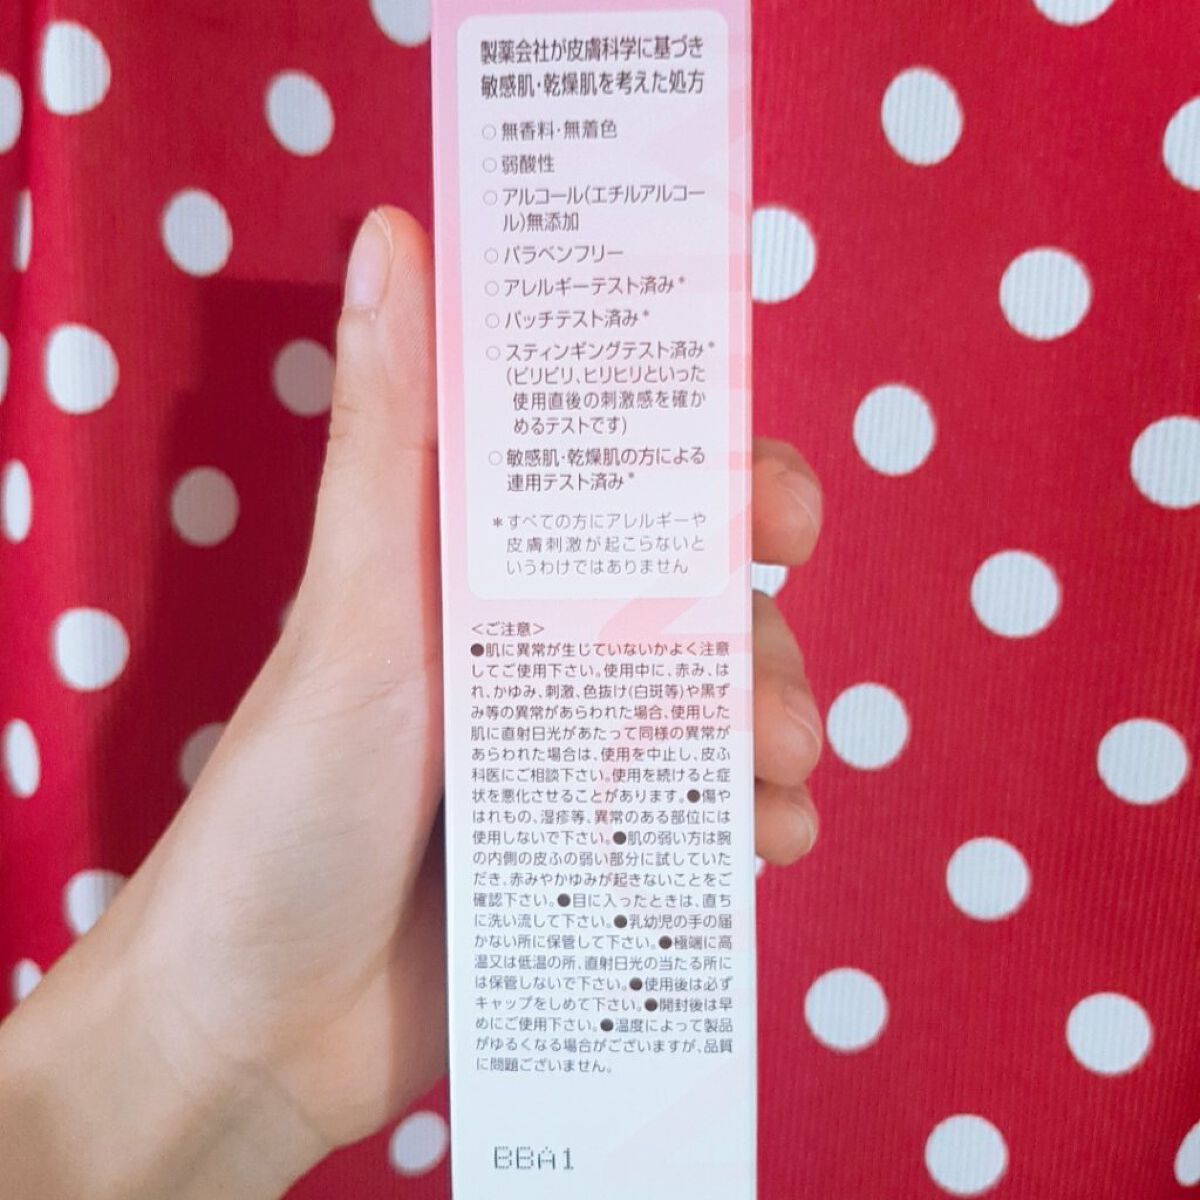 製薬会社が皮膚科学に基づき
敏感肌・乾燥肌を考えた処方
○ 無香料・無着色
○ 弱酸性
○ アルコール(エチルアルコー
ル)無添加
○ パラベンフリー
○ アレルギーテスト済み*
○ パッチテスト済み*
○ スティンギングテスト済み*
(ピリピリ、ヒリヒリといった
使用直後の刺激感を確か
めるテストです)
○ 敏感肌・乾燥肌の方による
連用テスト済み*
*すべての方にアレルギーや
皮膚刺激が起こらないと
いうわけではありません
<ご注意>
●肌に異常が生じていないかよく注意
してご使用下さい。使用中に、赤み、は
れ、かゆみ、刺激、色抜け(白斑等)や黒ず
み等の異常があらわれた場合、使用した
肌に直射日光があたって同様の異常が
あらわれた場合は、使用を中止し、皮ふ
科医にご相談下さい。使用を続けると症
状を悪化させることがあります。●傷や
はれもの、湿疹等、異常のある部位には
使用しないで下さい。●肌の弱い方は腕
の内側の皮ふの弱い部分に試していた
だき、赤みやかゆみが起きないことをご
確認下さい。●目に入ったときは、直ち
に洗い流して下さい。●乳幼児の手の届
かない所に保管して下さい。●極端に高
温又は低温の所、直射日光の当たる所に
は保管しないで下さい。●使用後は必ず
キャップをしめて下さい。●開封後は早
めにご使用下さい。●温度によって製品
がゆるくなる場合がございますが、品質
に問題ございません。
BBA1